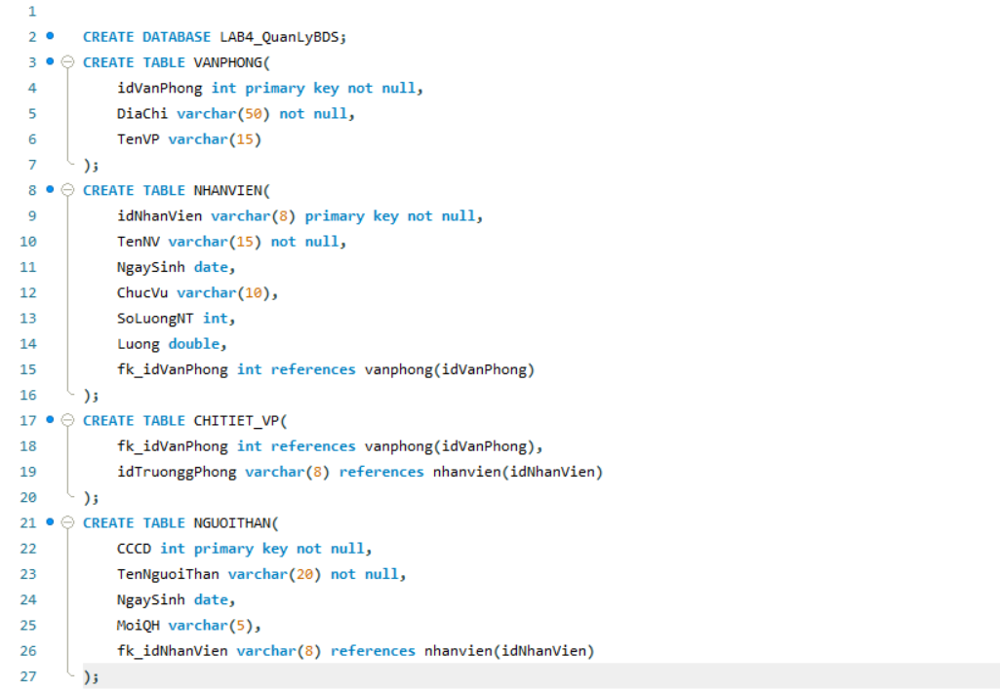 1
2 CREATE DATABASE LAB4_QuanLyBDS;
3 CREATE TABLE VANPHONG(
4 idVanPhong int primary key not null,
5 DiaChi varchar(50) not null,
6 TenVP varchar(15)
7 );
8 CREATE TABLE NHANVIEN(
9 idNhanVien varchar(8) primary key not null,
10 TenNV varchar(15) not null,
11 NgaySinh date,
12 ChucVu varchar(10),
13 SoLuongNT int,
14 Luong double,
15 fk_idVanPhong int references vanphong(idVanPhong)
16 );
17 CREATE TABLE CHITIET_VP(
18 fk_idVanPhong int references vanphong(idVanPhong),
19 idTruonggPhong varchar(8) references nhanvien(idNhanVien)
20 );
21 CREATE TABLE NGUOITHAN(
22 CCCD int primary key not null,
23 TenNguoiThan varchar(20) not null,
24 NgaySinh date,
25 MoiQH varchar(5),
26 fk_idNhanVien varchar(8) references nhanvien(idNhanVien)
27 );